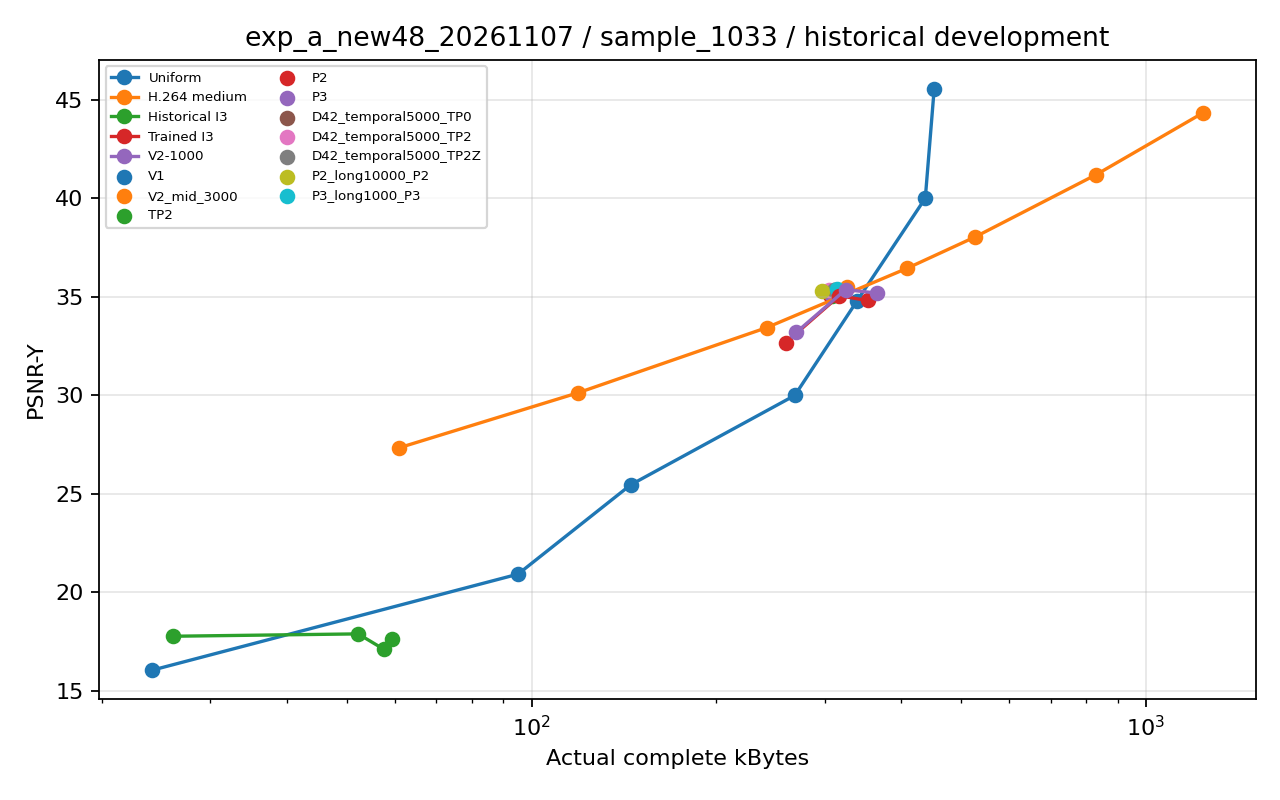 exp_a_new48_20261107 / sample_1033 / historical development
Uniform
H.264 medium
Historical I3
Trained I3
V2-1000
V1
V2_mid_3000
TP2
P2
P3
D42_temporal5000_TP0
D42_temporal5000_TP2
D42_temporal5000_TP2Z
P2_long10000_P2
P3_long1000_P3
PSNR-Y
45
40
35
30
25
20
15
10²
10³
Actual complete kBytes